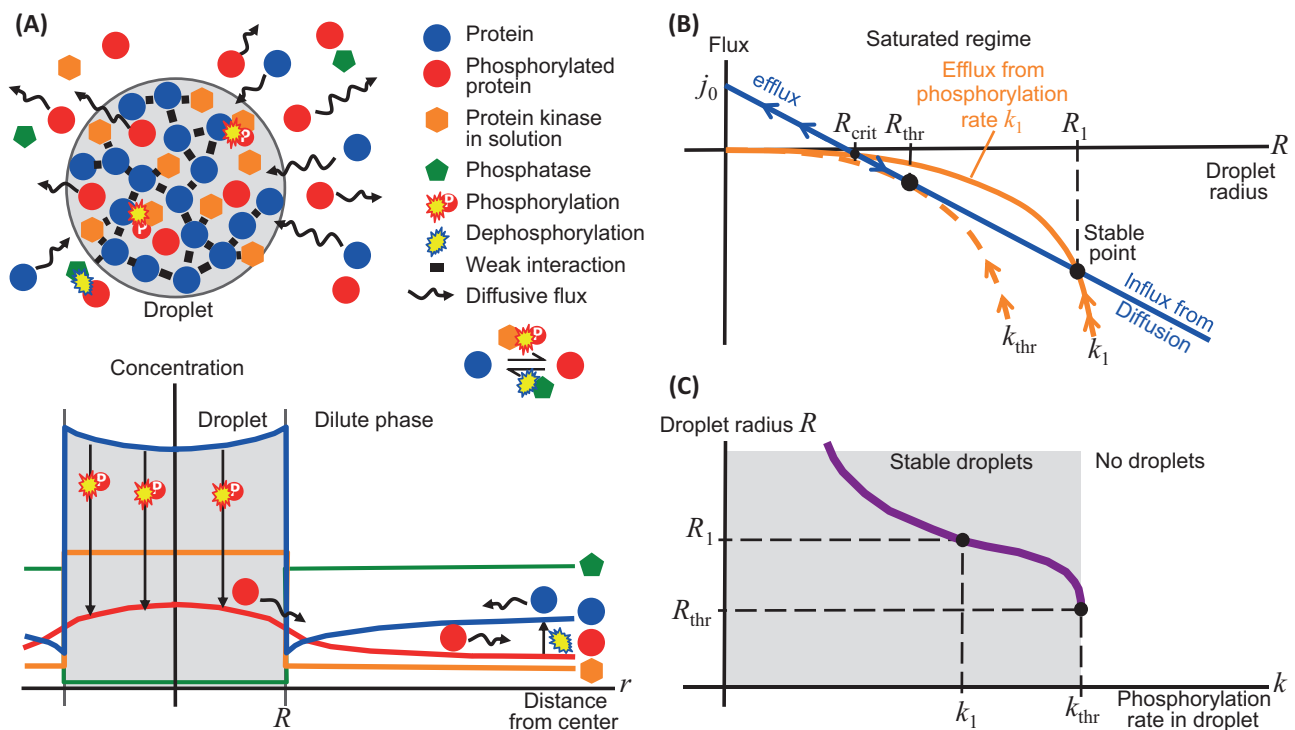 (A)
Protein
Phosphorylated
protein
Protein kinase
in solution
Phosphatase
P
Phosphorylation
Dephosphorylation
Weak interaction
Diffusive flux
P
P
Droplet
P
Concentration
Droplet
Dilute phase
P
P
P
R
r
Distance
from center
(B)
Flux
Saturated regime
j0
efflux
Efflux from
phosphorylation
rate k1
Rcrit
Rthr
R1
R
Droplet
radius
Stable
point
Influx from
Diffusion
kthr
k1
(C)
Droplet radius R
Stable droplets
No droplets
R1
Rthr
k1
kthr
k
Phosphorylation
rate in droplet